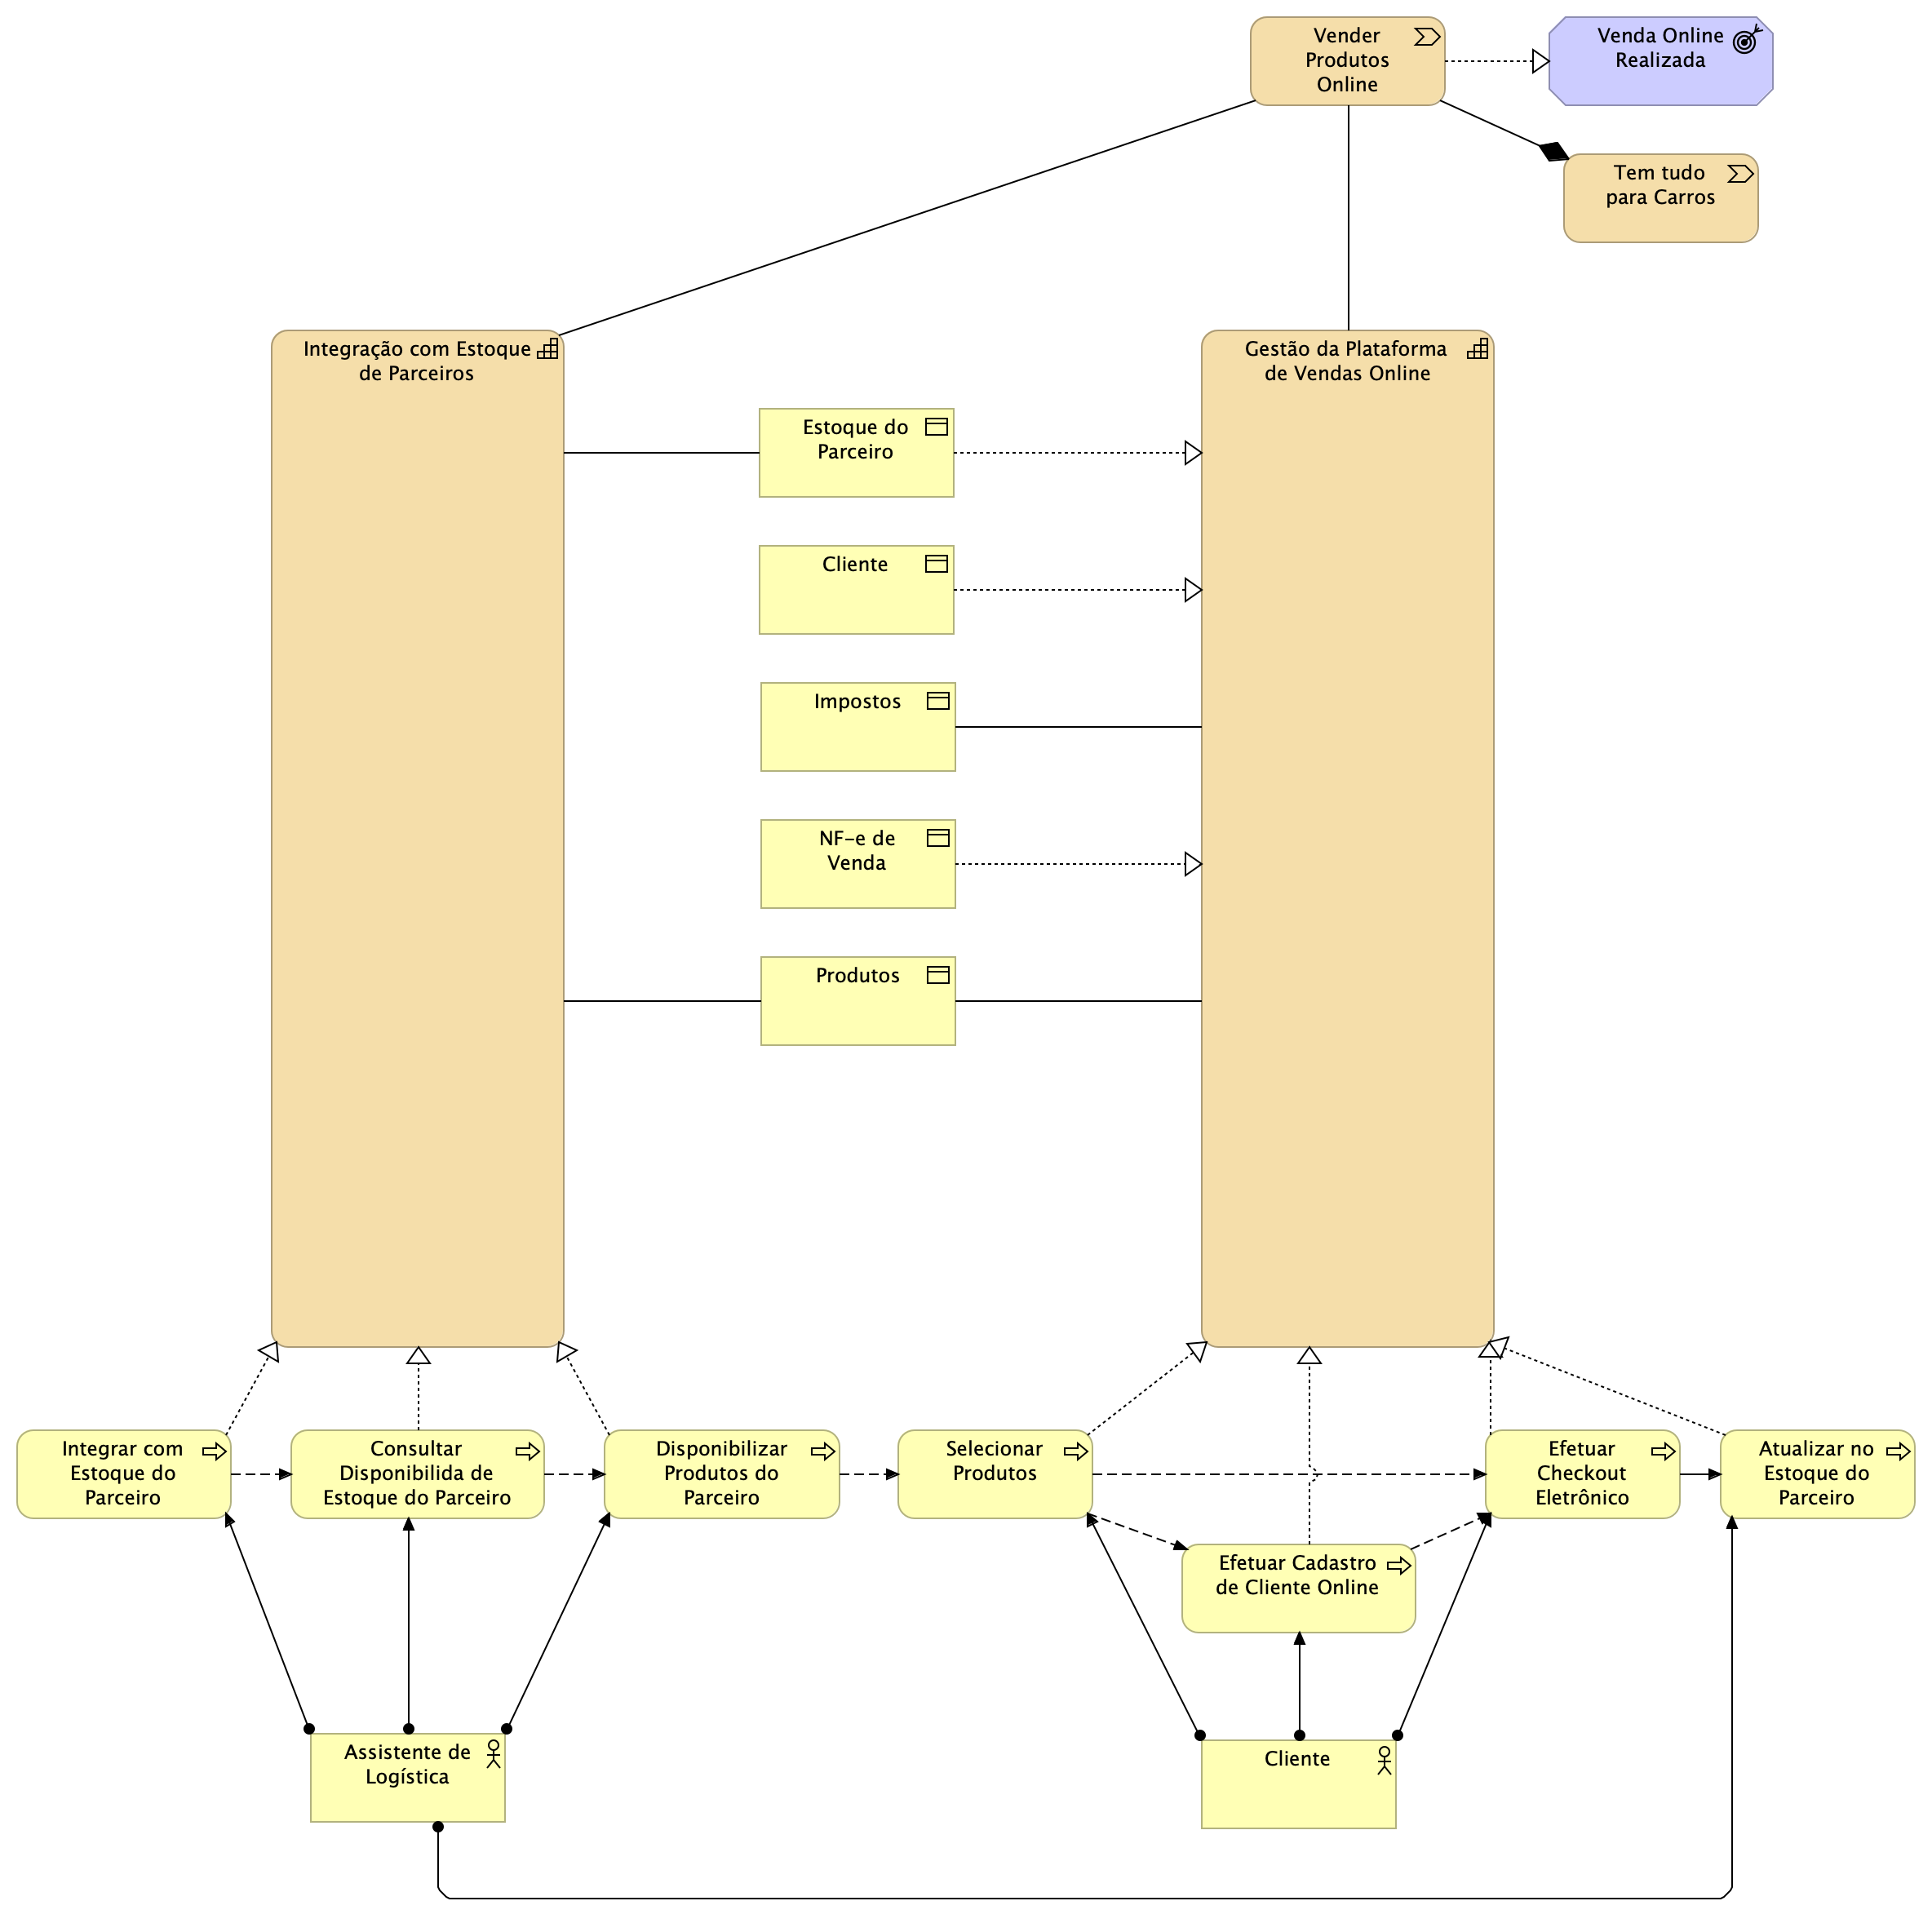 Vender
Produtos
Online
Venda Online
Realizada
Tem tudo
para Carros
Integração com Estoque
de Parceiros
Gestão da Plataforma
de Vendas Online
Estoque do
Parceiro
Cliente
Impostos
NF-e de
Venda
Produtos
Integrar com
Estoque do
Parceiro
Consultar
Disponibilida de
Estoque do Parceiro
Disponibilizar
Produtos do
Parceiro
Selecionar
Produtos
Efetuar
Checkout
Eletrônico
Atualizar no
Estoque do
Parceiro
Efetuar Cadastro
de Cliente Online
Assistente de
Logística
Cliente